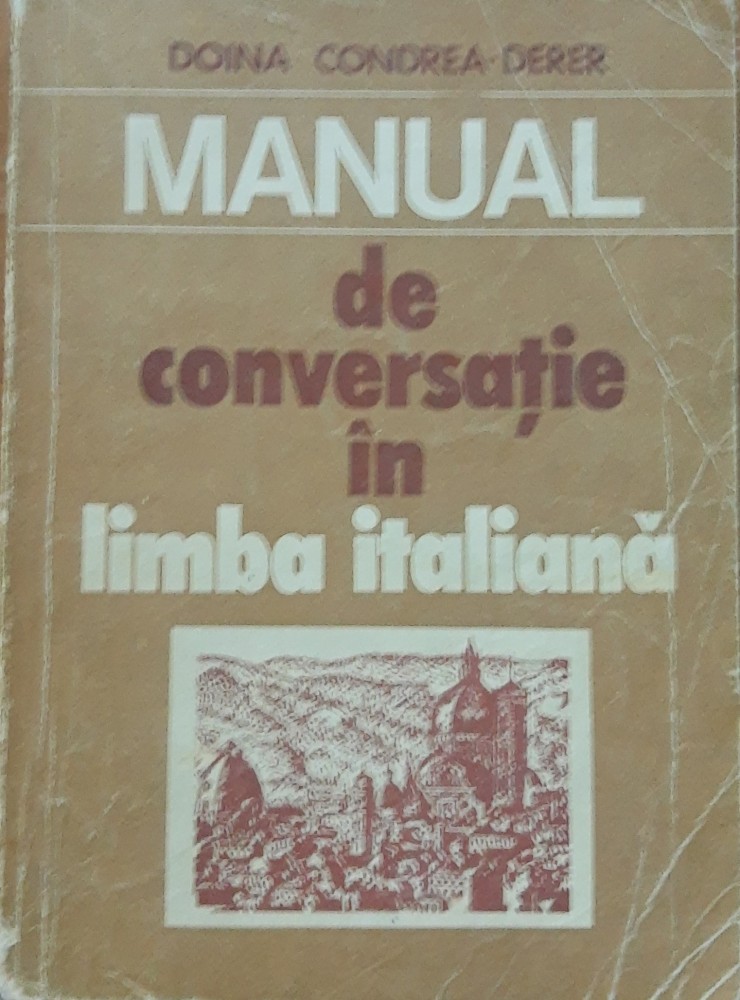 DOINA CONDREA-DERER
MANUAL
de
conversație
în
limba italiană